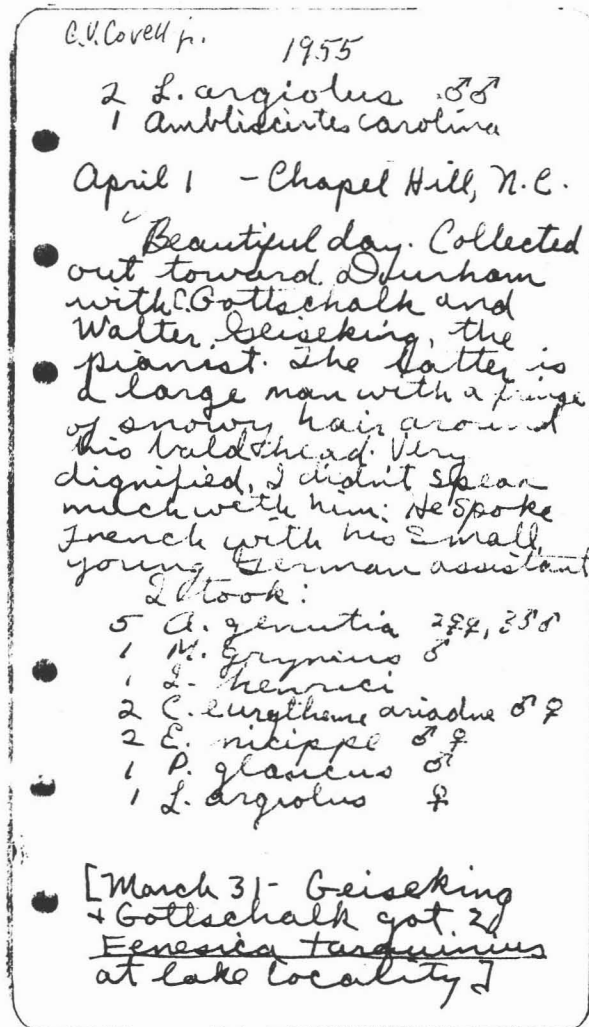 C.V. Covell jr.
1955
2 L. argiolus ♂♂
1 Amblyscirtes carolina
April 1 - Chapel Hill, N.C.
Beautiful day. Collected
out toward Durham
with C. Gottschalk and
Walter Geiseking, the
pianist. The latter is
a large man with a fringe
of snowy hair around
his bald head. Very
dignified, I didn't speak
much with him. He spoke
French with his small,
young German assistant
I took:
5 A. genutia 2♀♀, 3♂♂
1 M. grynius ♂
1 I. henrici
2 C. eurytheme ariadne ♂ ♀
2 E. nicippe ♂ ♀
1 P. glaucus ♂
1 L. argiolus ♀
[March 31 - Geiseking
+ Gottschalk got 2
Fenesica tarquinius
at lake locality]